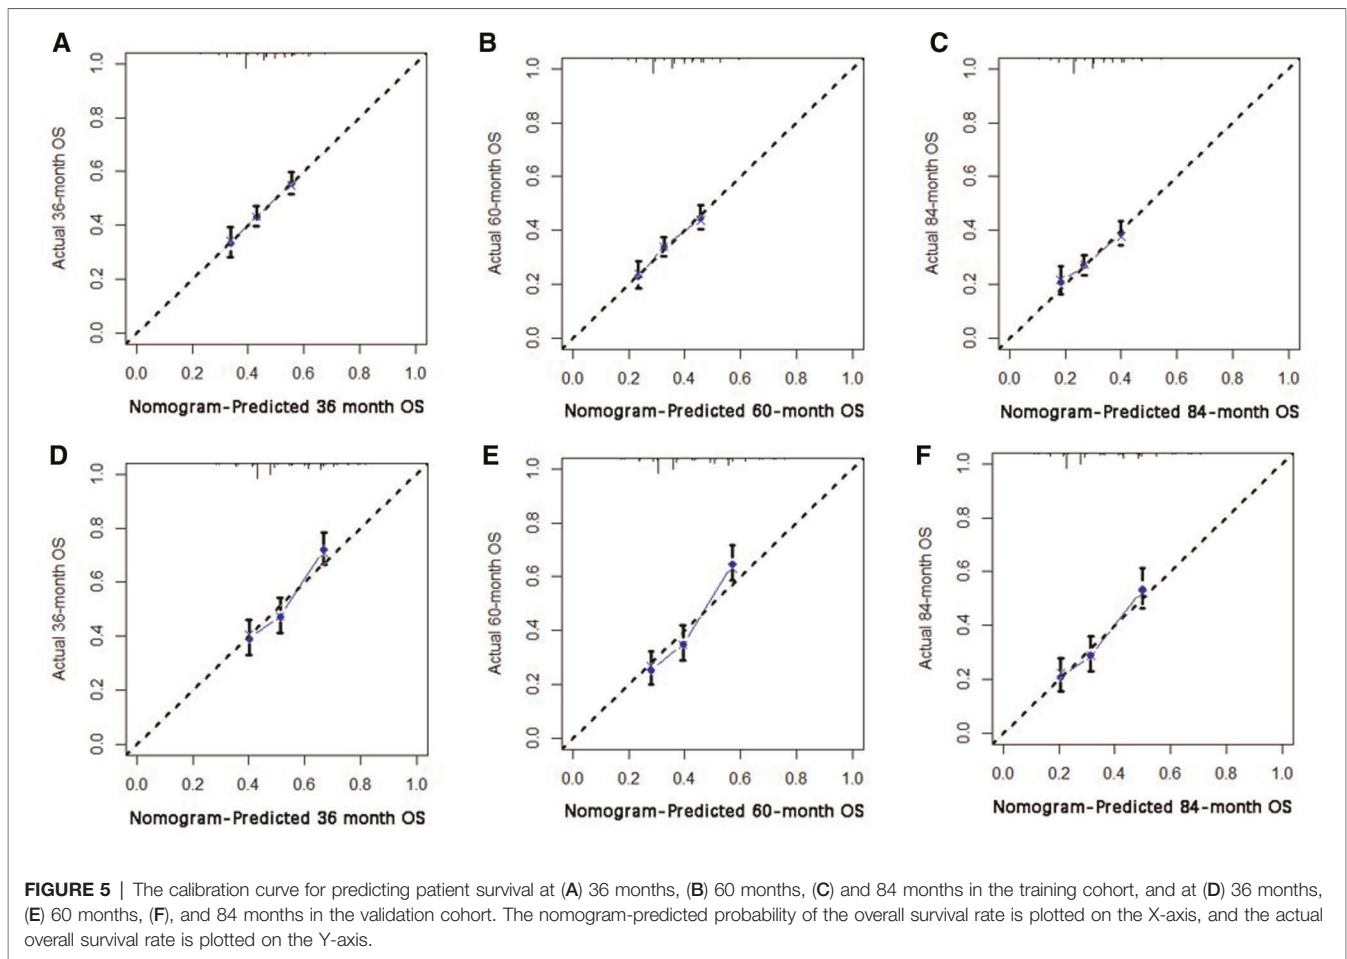 A
B
C
1.0
0.8
0.6
0.4
0.2
0.0
Actual 36-month OS
0.0 0.2 0.4 0.6 0.8 1.0
Nomogram-Predicted 36 month OS
1.0
0.8
0.6
0.4
0.2
0.0
Actual 60-month OS
0.0 0.2 0.4 0.6 0.8 1.0
Nomogram-Predicted 60-month OS
1.0
0.8
0.6
0.4
0.2
0.0
Actual 84-month OS
0.0 0.2 0.4 0.6 0.8 1.0
Nomogram-Predicted 84-month OS
D
E
F
1.0
0.8
0.6
0.4
0.2
0.0
Actual 36-month OS
0.0 0.2 0.4 0.6 0.8 1.0
Nomogram-Predicted 36 month OS
1.0
0.8
0.6
0.4
0.2
0.0
Actual 60-month OS
0.0 0.2 0.4 0.6 0.8 1.0
Nomogram-Predicted 60-month OS
1.0
0.8
0.6
0.4
0.2
0.0
Actual 84-month OS
0.0 0.2 0.4 0.6 0.8 1.0
Nomogram-Predicted 84-month OS
FIGURE 5 | The calibration curve for predicting patient survival at (A) 36 months, (B) 60 months, (C) and 84 months in the training cohort, and at (D) 36 months,
(E) 60 months, (F), and 84 months in the validation cohort. The nomogram-predicted probability of the overall survival rate is plotted on the X-axis, and the actual
overall survival rate is plotted on the Y-axis.